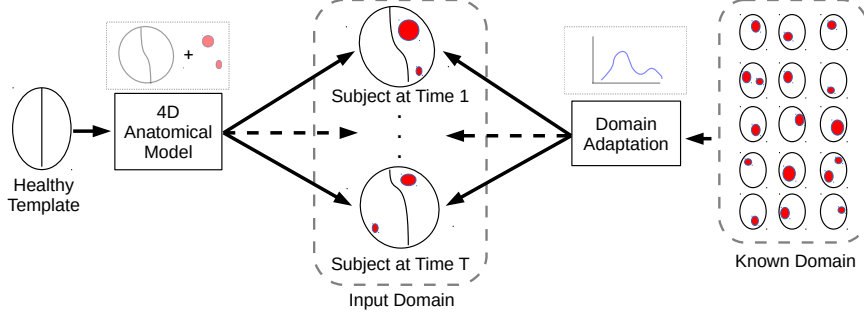 +
Subject at Time 1
4D
Anatomical
Model
Domain
Adaptation
Healthy
Template
Subject at Time T
Known Domain
Input Domain